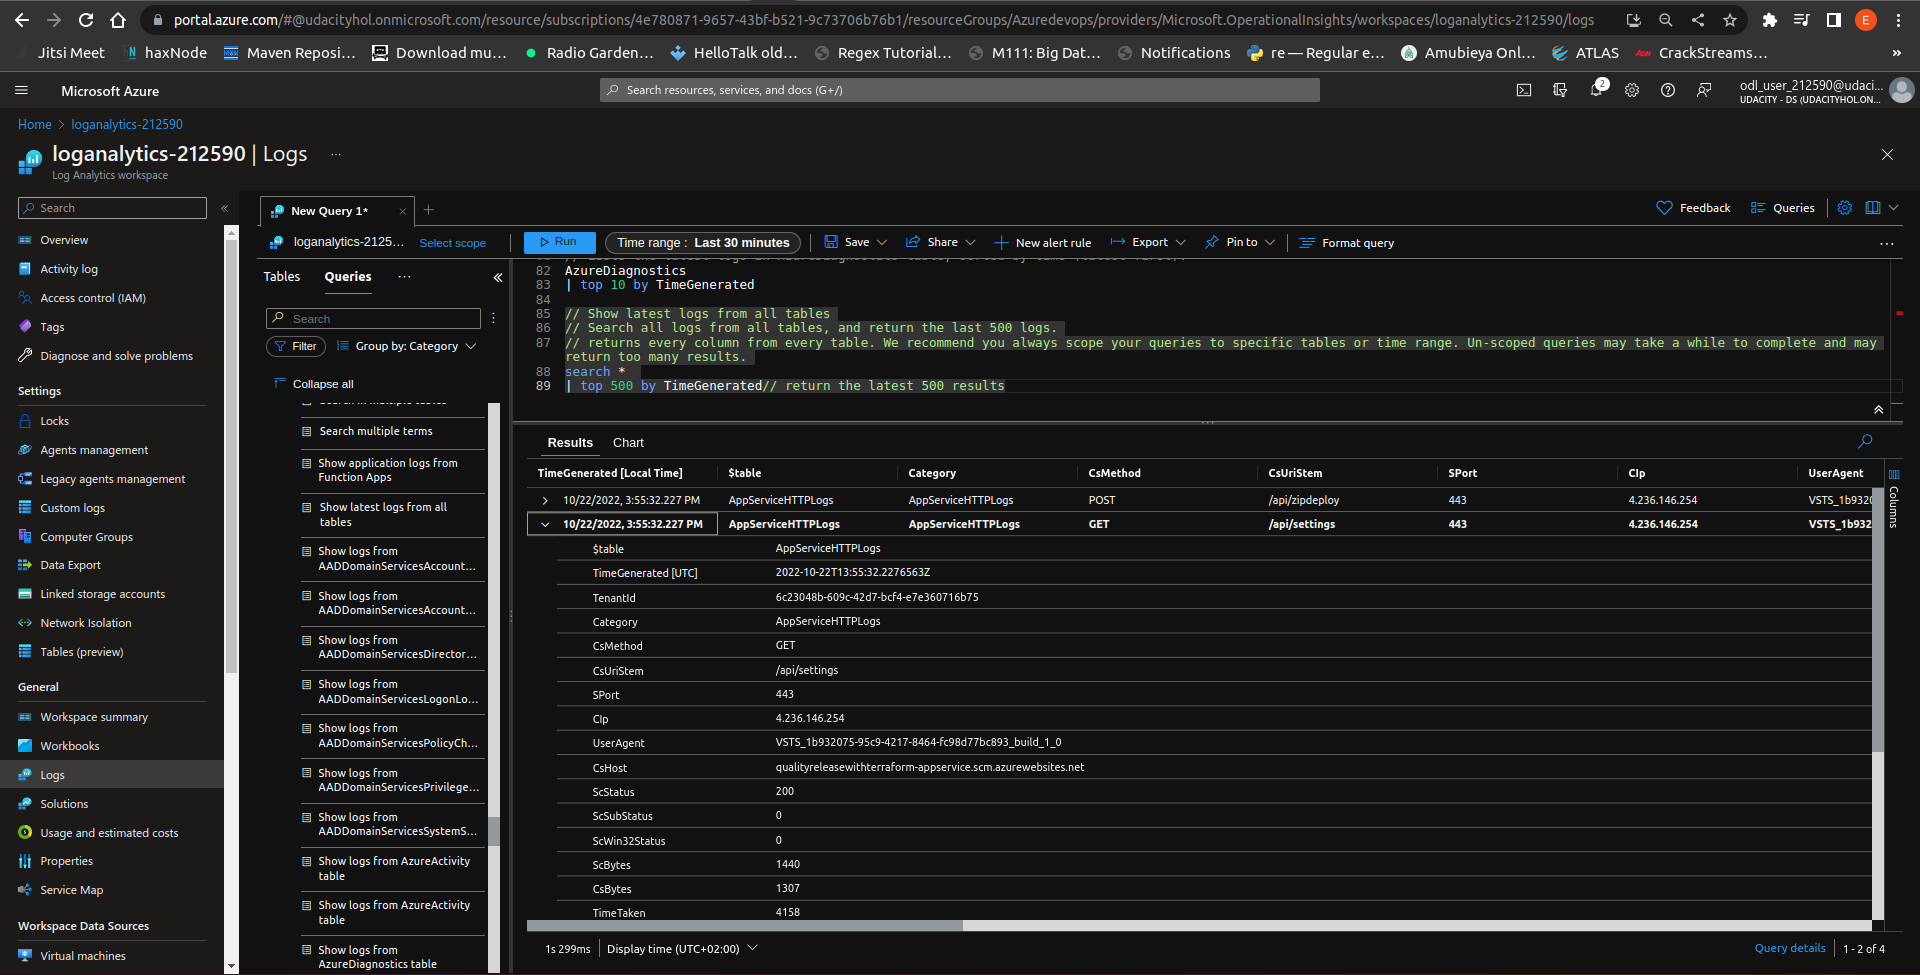 portal.azure.com/#@udacityhol.onmicrosoft.com/resource/subscriptions/4e780871-9657-43bf-b521-9c73706b76b1/resourceGroups/Azuredevops/providers/Microsoft.OperationalInsights/workspaces/loganalytics-212590/logs
E
Jitsi Meet haxNode Maven Reposi... Download mu... Radio Garden... HelloTalk old... Regex Tutorial... M111: Big Dat... Notifications re — Regular e... Amubieya Onl... ATLAS CrackStreams... »
Microsoft Azure
Search resources, services, and docs (G+/)
2
odl_user_212590@udaci...
UDACITY - DS (UDACITYHOL.ON...
Home > loganalytics-212590
loganalytics-212590 | Logs ...
Log Analytics workspace
Search
Overview
Activity log
Access control (IAM)
Tags
Diagnose and solve problems
Settings
Locks
Agents management
Legacy agents management
Custom logs
Computer Groups
Data Export
Linked storage accounts
Network Isolation
Tables (preview)
General
Workspace summary
Workbooks
Logs
Solutions
Usage and estimated costs
Properties
Service Map
Workspace Data Sources
Virtual machines
New Query 1*
Feedback Queries
loganalytics-2125... Select scope Run Time range : Last 30 minutes Save Share New alert rule Export Pin to Format query ...
Tables Queries ...
Search
Filter Group by: Category
Collapse all
Search multiple terms
Show application logs from
Function Apps
Show latest logs from all
tables
Show logs from
AADDomainServicesAccount...
Show logs from
AADDomainServicesAccount...
Show logs from
AADDomainServicesDirector...
Show logs from
AADDomainServicesLogonLo...
Show logs from
AADDomainServicesPolicyCh...
Show logs from
AADDomainServicesPrivilege...
Show logs from
AADDomainServicesSystemS...
Show logs from AzureActivity
table
Show logs from AzureActivity
table
Show logs from
AzureDiagnostics table
82 AzureDiagnostics
83 | top 10 by TimeGenerated
84
85 // Show latest logs from all tables
86 // Search all logs from all tables, and return the last 500 logs.
87 // returns every column from every table. We recommend you always scope your queries to specific tables or time range. Un-scoped queries may take a while to complete and may
return too many results.
88 search *
89 | top 500 by TimeGenerated// return the latest 500 results
Results Chart
TimeGenerated [Local Time] $table Category CsMethod CsUriStem SPort CIp UserAgent
10/22/2022, 3:55:32.227 PM AppServiceHTTPLogs AppServiceHTTPLogs POST /api/zipdeploy 443 4.236.146.254 VSTS_1b9320
10/22/2022, 3:55:32.227 PM AppServiceHTTPLogs AppServiceHTTPLogs GET /api/settings 443 4.236.146.254 VSTS_1b932
$table AppServiceHTTPLogs
TimeGenerated [UTC] 2022-10-22T13:55:32.2276563Z
TenantId 6c23048b-609c-42d7-bcf4-e7e360716b75
Category AppServiceHTTPLogs
CsMethod GET
CsUriStem /api/settings
SPort 443
CIp 4.236.146.254
UserAgent VSTS_1b932075-95c9-4217-8464-fc98d77bc893_build_1_0
CsHost qualityreleasewithterraform-appservice.scm.azurewebsites.net
ScStatus 200
ScSubStatus 0
ScWin32Status 0
ScBytes 1440
CsBytes 1307
TimeTaken 4158
Columns
1s 299ms Display time (UTC+02:00) Query details 1 - 2 of 4